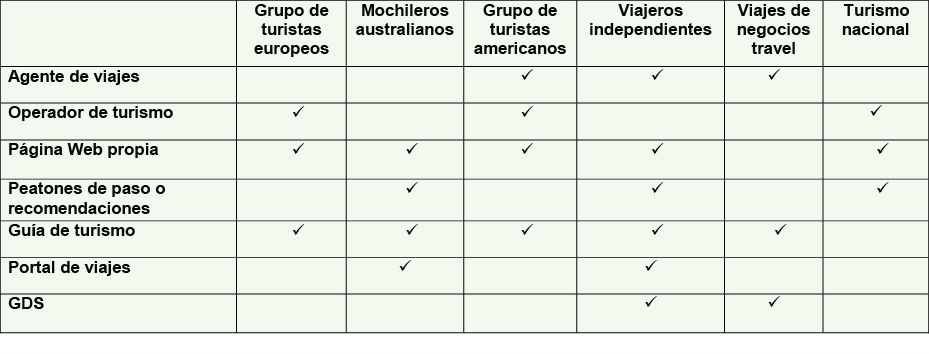 Grupo de turistas europeos
Mochileros australianos
Grupo de turistas americanos
Viajeros independientes
Viajes de negocios travel
Turismo nacional
Agente de viajes ✓ ✓ ✓
Operador de turismo ✓ ✓ ✓
Página Web propia ✓ ✓ ✓ ✓ ✓
Peatones de paso o
recomendaciones ✓ ✓ ✓
Guía de turismo ✓ ✓ ✓ ✓ ✓
Portal de viajes ✓ ✓
GDS ✓ ✓